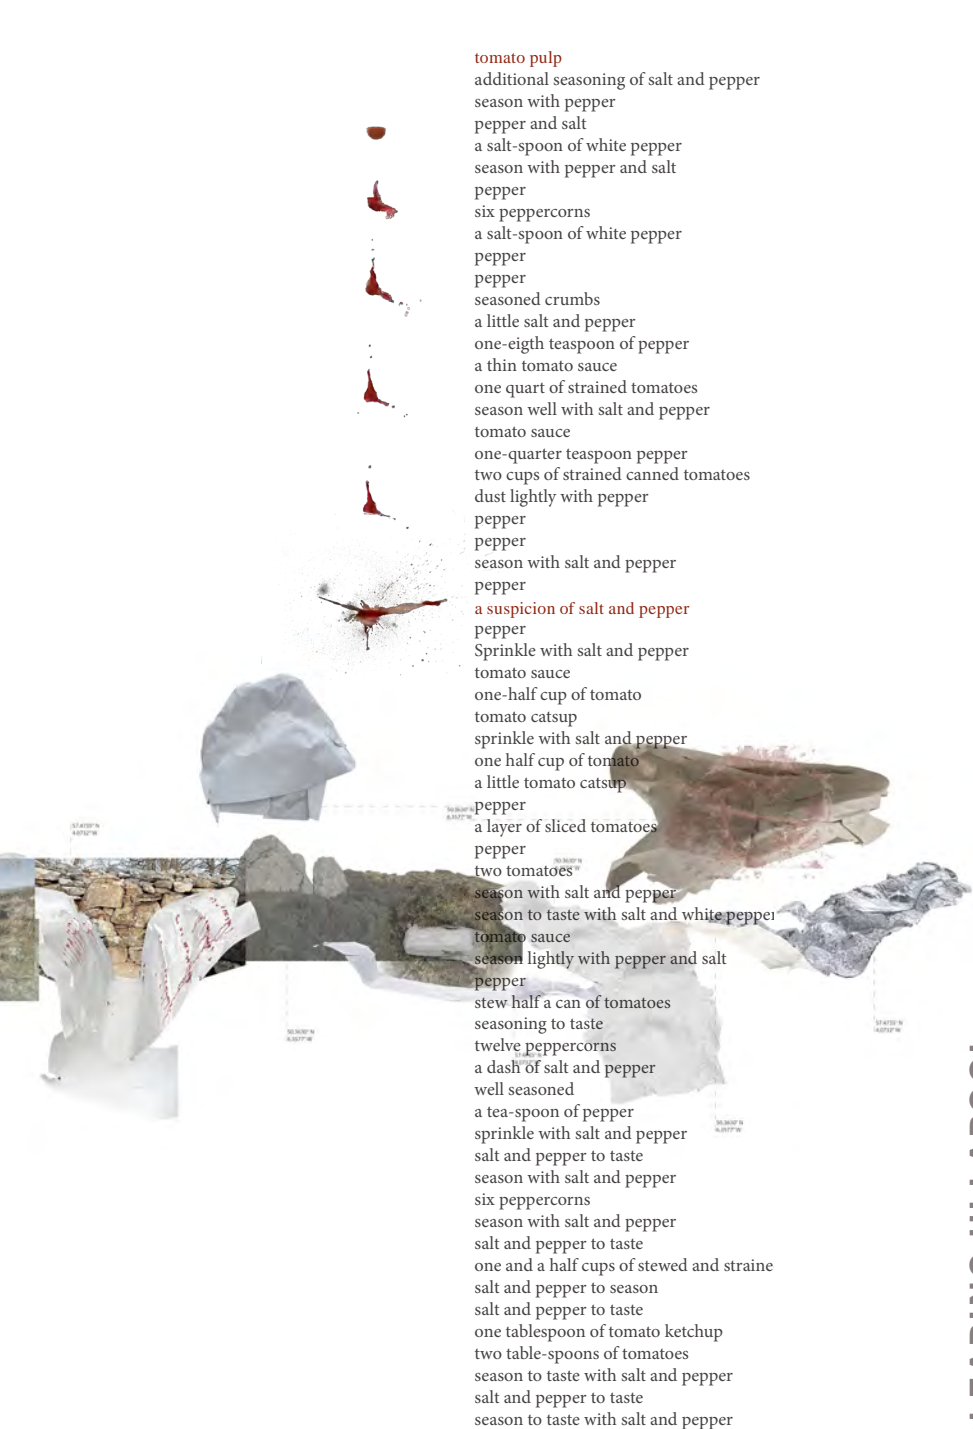 tomato pulp
additional seasoning of salt and pepper
season with pepper
pepper and salt
a salt-spoon of white pepper
season with pepper and salt
pepper
six peppercorns
a salt-spoon of white pepper
pepper
pepper
seasoned crumbs
a little salt and pepper
one-eigth teaspoon of pepper
a thin tomato sauce
one quart of strained tomatoes
season well with salt and pepper
tomato sauce
one-quarter teaspoon pepper
two cups of strained canned tomatoes
dust lightly with pepper
pepper
pepper
season with salt and pepper
pepper
a suspicion of salt and pepper
pepper
Sprinkle with salt and pepper
tomato sauce
one-half cup of tomato
tomato catsup
sprinkle with salt and pepper
one half cup of tomato
a little tomato catsup
pepper
a layer of sliced tomatoes
pepper
two tomatoes
season with salt and pepper
season to taste with salt and white pepper
tomato sauce
season lightly with pepper and salt
pepper
stew half a can of tomatoes
seasoning to taste
twelve peppercorns
a dash of salt and pepper
well seasoned
a tea-spoon of pepper
sprinkle with salt and pepper
salt and pepper to taste
season with salt and pepper
six peppercorns
season with salt and pepper
salt and pepper to taste
one and a half cups of stewed and straine
salt and pepper to season
salt and pepper to taste
one tablespoon of tomato ketchup
two table-spoons of tomatoes
season to taste with salt and pepper
salt and pepper to taste
season to taste with salt and pepper